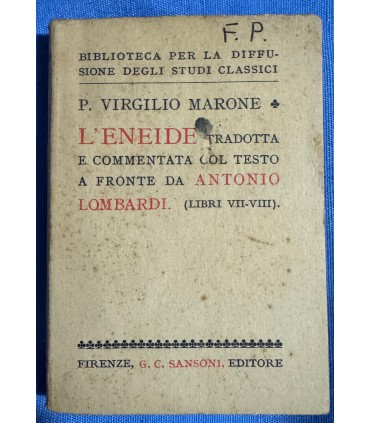 F. P.
BIBLIOTECA PER LA DIFFU-
SIONE DEGLI STUDI CLASSICI
P. VIRGILIO MARONE
L'ENEIDE TRADOTTA
E COMMENTATA COL TESTO
A FRONTE DA ANTONIO
LOMBARDI. (LIBRI VII-VIII).
FIRENZE, G. C. SANSONI, EDITORE